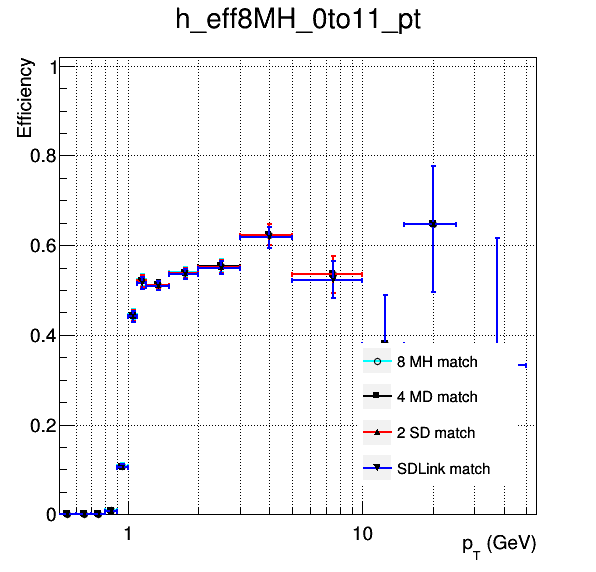 h_eff8MH_0to11_pt
Efficiency
1
0.8
0.6
0.4
0.2
0
8 MH match
4 MD match
2 SD match
SDLink match
1
10
p_T (GeV)